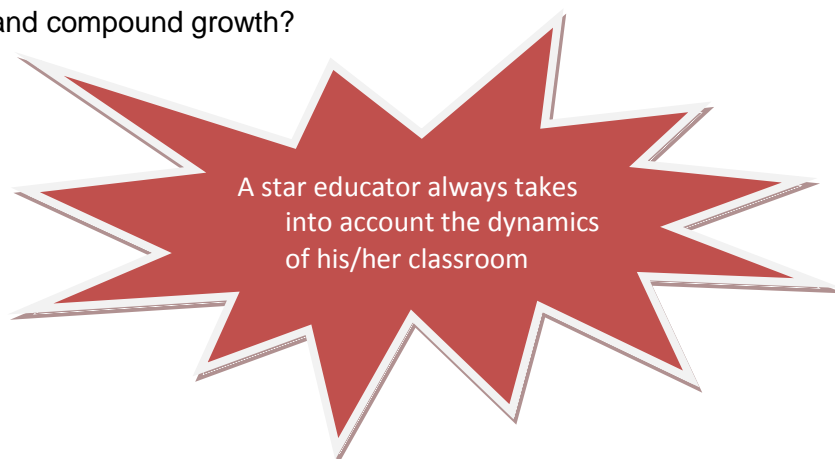 and compound growth?
A star educator always takes
into account the dynamics
of his/her classroom